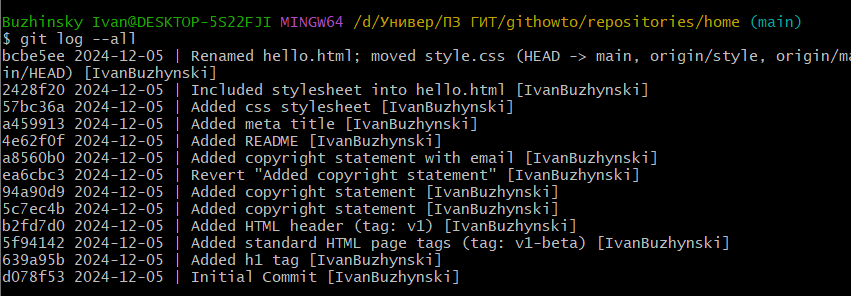 Buzhinsky Ivan@DESKTOP-5S22FJI MINGW64 /d/Универ/ПЗ ГИТ/githowto/repositories/home (main)
$ git log --all
bcbe5ee 2024-12-05 | Renamed hello.html; moved style.css (HEAD -> main, origin/style, origin/ma
in/HEAD) [IvanBuzhynski]
2428f20 2024-12-05 | Included stylesheet into hello.html [IvanBuzhynski]
57bc36a 2024-12-05 | Added css stylesheet [IvanBuzhynski]
a459913 2024-12-05 | Added meta title [IvanBuzhynski]
4e62f0f 2024-12-05 | Added README [IvanBuzhynski]
a8560b0 2024-12-05 | Added copyright statement with email [IvanBuzhynski]
ea6cbc3 2024-12-05 | Revert "Added copyright statement" [IvanBuzhynski]
94a90d9 2024-12-05 | Added copyright statement [IvanBuzhynski]
5c7ec4b 2024-12-05 | Added copyright statement [IvanBuzhynski]
b2fd7d0 2024-12-05 | Added HTML header (tag: v1) [IvanBuzhynski]
5f94142 2024-12-05 | Added standard HTML page tags (tag: v1-beta) [IvanBuzhynski]
639a95b 2024-12-05 | Added h1 tag [IvanBuzhynski]
d078f53 2024-12-05 | Initial Commit [IvanBuzhynski]